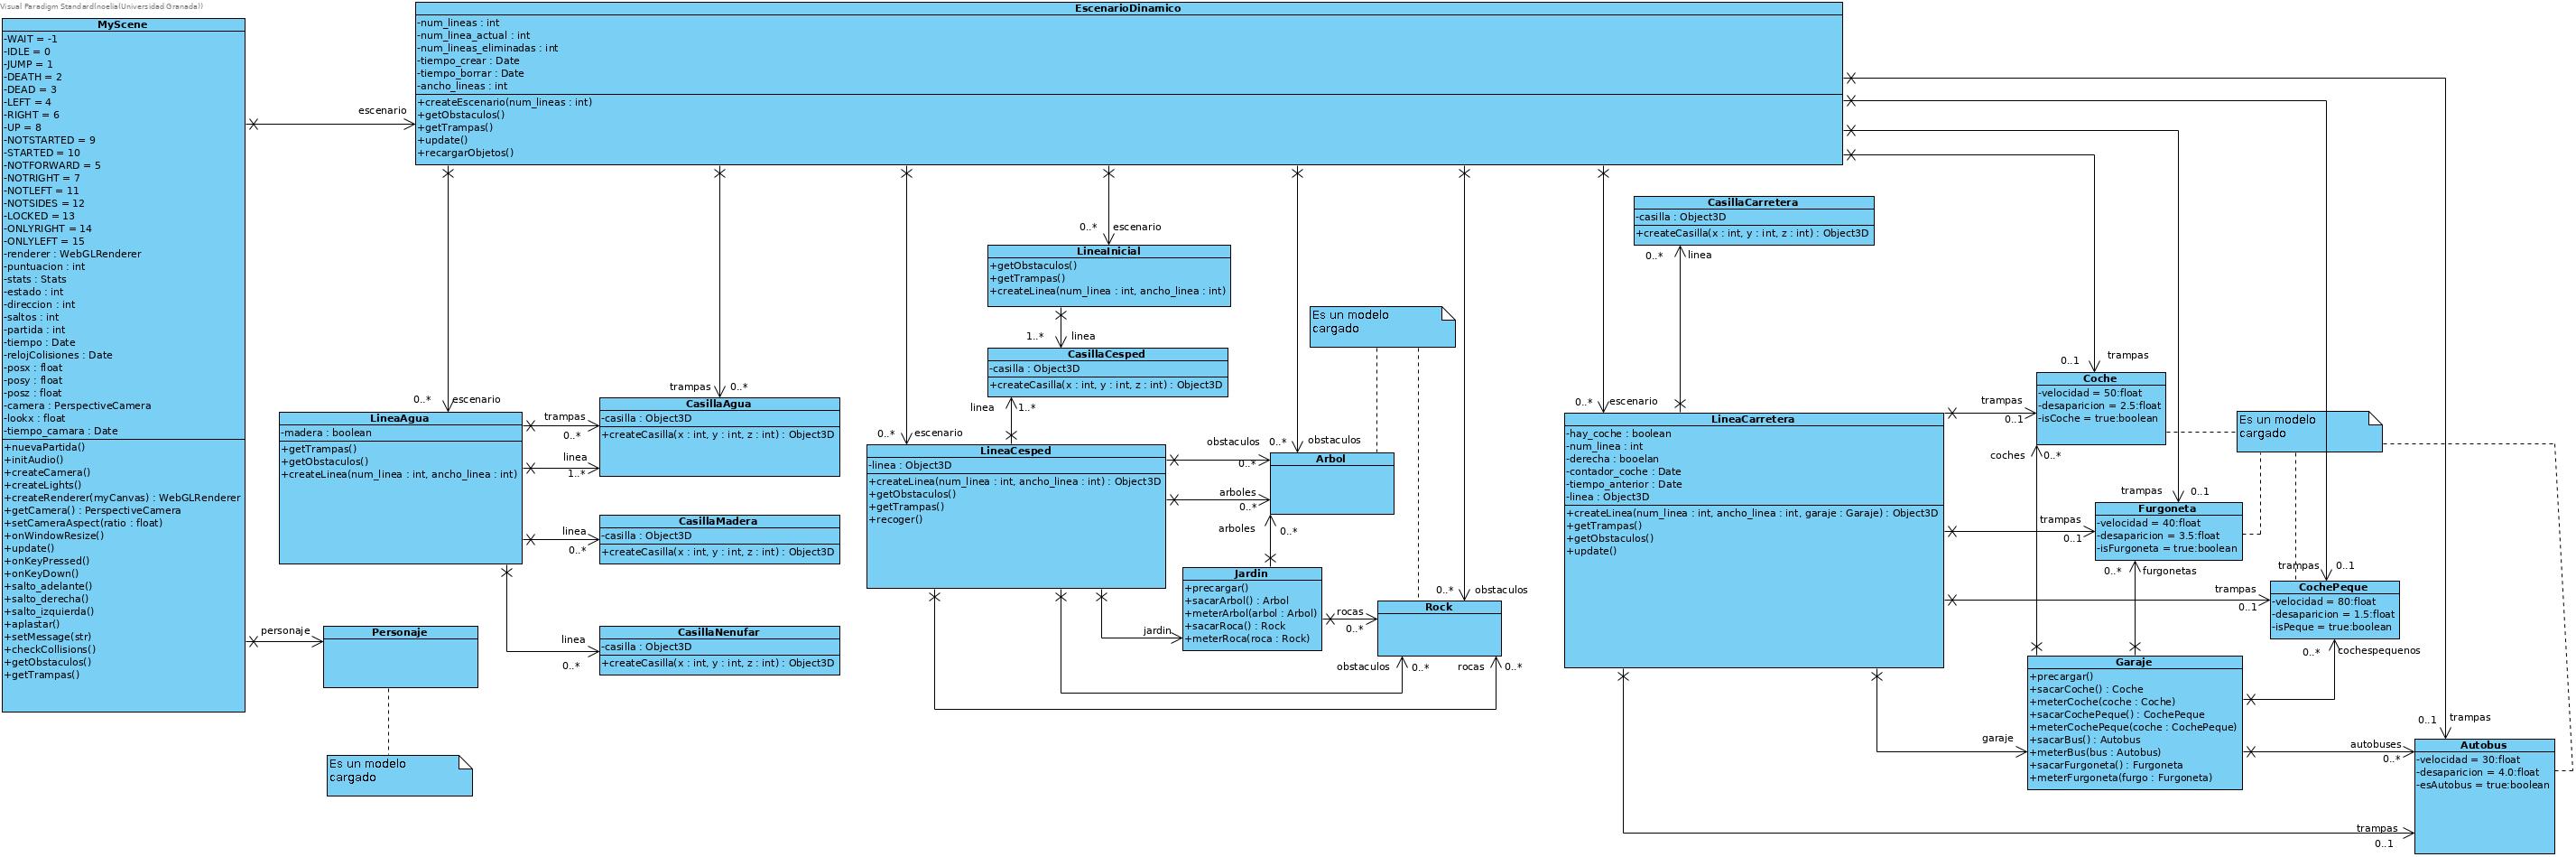 Visual Paradigm Standard(noelia(Universidad Granada))
MyScene
-WAIT = -1
-IDLE = 0
-JUMP = 1
-DEATH = 2
-DEAD = 3
-LEFT = 4
-RIGHT = 6
-UP = 8
-NOTSTARTED = 9
-STARTED = 10
-NOTFORWARD = 5
-NOTRIGHT = 7
-NOTLEFT = 11
-NOTSIDES = 12
-LOCKED = 13
-ONLYRIGHT = 14
-ONLYLEFT = 15
-renderer : WebGLRenderer
-puntuacion : int
-stats : Stats
-estado : int
-direccion : int
-saltos : int
-partida : int
-tiempo : Date
-relojColisiones : Date
-posx : float
-posy : float
-posz : float
-camera : PerspectiveCamera
-lookx : float
-tiempo_camara : Date
+nuevaPartida()
+initAudio()
+createCamera()
+createLights()
+createRenderer(myCanvas) : WebGLRenderer
+getCamera() : PerspectiveCamera
+setCameraAspect(ratio : float)
+onWindowResize()
+update()
+onKeyPressed()
+onKeyDown()
+salto_adelante()
+salto_derecha()
+salto_izquierda()
+aplastar()
+setMessage(str)
+checkCollisions()
+getObstaculos()
+getTrampas()
escenario
personaje
EscenarioDinamico
-num_lineas : int
-num_linea_actual : int
-num_lineas_eliminadas : int
-tiempo_crear : Date
-tiempo_borrar : Date
-ancho_lineas : int
+createEscenario(num_lineas : int)
+getObstaculos()
+getTrampas()
+update()
+recargarObjetos()
Personaje
Es un modelo
cargado
0..* escenario
LineaAgua
-madera : boolean
+getTrampas()
+getObstaculos()
+createLinea(num_linea : int, ancho_linea : int)
trampas
0..*
linea
1..*
linea
0..*
linea
0..*
trampas 0..*
CasillaAgua
-casilla : Object3D
+createCasilla(x : int, y : int, z : int) : Object3D
CasillaMadera
-casilla : Object3D
+createCasilla(x : int, y : int, z : int) : Object3D
CasillaNenufar
-casilla : Object3D
+createCasilla(x : int, y : int, z : int) : Object3D
0..* escenario
LineaInicial
+getObstaculos()
+getTrampas()
+createLinea(num_linea : int, ancho_linea : int)
1..* linea
CasillaCesped
-casilla : Object3D
+createCasilla(x : int, y : int, z : int) : Object3D
linea 1..*
0..* escenario
LineaCesped
-linea : Object3D
+createLinea(num_linea : int, ancho_linea : int) : Object3D
+getObstaculos()
+getTrampas()
+recoger()
obstaculos
0..*
arboles
0..*
arboles 0..*
Es un modelo
cargado
0..* obstaculos
Arbol
jardin
Jardin
+precargar()
+sacarArbol() : Arbol
+meterArbol(arbol : Arbol)
+sacarRoca() : Rock
+meterRoca(roca : Rock)
rocas
0..*
0..* obstaculos
Rock
obstaculos 0..*
rocas 0..*
CasillaCarretera
-casilla : Object3D
+createCasilla(x : int, y : int, z : int) : Object3D
0..* linea
0..* escenario
LineaCarretera
-hay_coche : boolean
-num_linea : int
-derecha : booelan
-contador_coche : Date
-tiempo_anterior : Date
-linea : Object3D
+createLinea(num_linea : int, ancho_linea : int, garaje : Garaje) : Object3D
+getTrampas()
+getObstaculos()
+update()
trampas
0..1
trampas
0..1
trampas
0..1
0..1 trampas
Coche
-velocidad = 50:float
-desaparicion = 2.5:float
-isCoche = true:boolean
coches 0..*
Es un modelo
cargado
trampas 0..1
Furgoneta
-velocidad = 40:float
-desaparicion = 3.5:float
-isFurgoneta = true:boolean
0..* furgonetas
trampas 0..1
CochePeque
-velocidad = 80:float
-desaparicion = 1.5:float
-isPeque = true:boolean
0..* cochespequenos
garaje
Garaje
+precargar()
+sacarCoche() : Coche
+meterCoche(coche : Coche)
+sacarCochePeque() : CochePeque
+meterCochePeque(coche : CochePeque)
+sacarBus() : Autobus
+meterBus(bus : Autobus)
+sacarFurgoneta() : Furgoneta
+meterFurgoneta(furgo : Furgoneta)
autobuses
0..*
0..1 trampas
Autobus
-velocidad = 30:float
-desaparicion = 4.0:float
-esAutobus = true:boolean
trampas
0..1